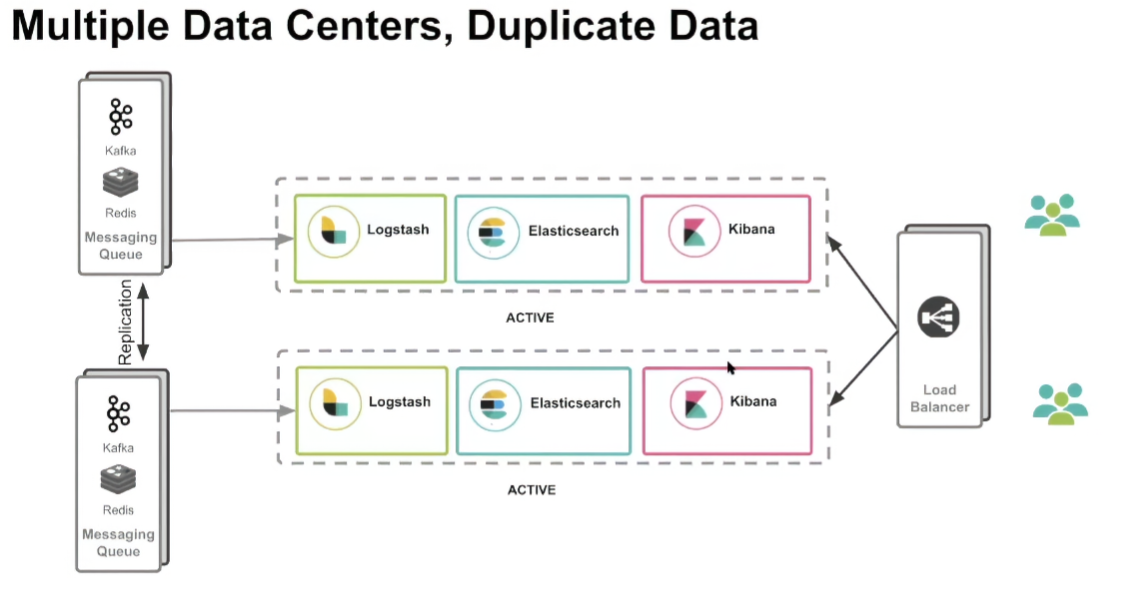 Multiple Data Centers, Duplicate Data
Kafka
Redis
Messaging
Queue
Logstash
Elasticsearch
Kibana
ACTIVE
Replication
Kafka
Redis
Messaging
Queue
Logstash
Elasticsearch
Kibana
ACTIVE
Load
Balancer